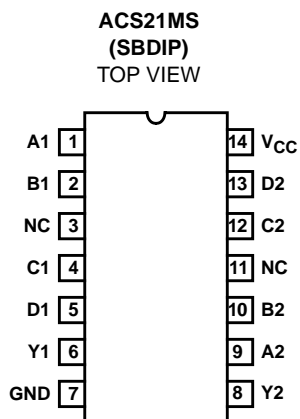 ACS21MS
(SBDIP)
TOP VIEW
A1 1 14 VCC
B1 2 13 D2
NC 3 12 C2
C1 4 11 NC
D1 5 10 B2
Y1 6 9 A2
GND 7 8 Y2